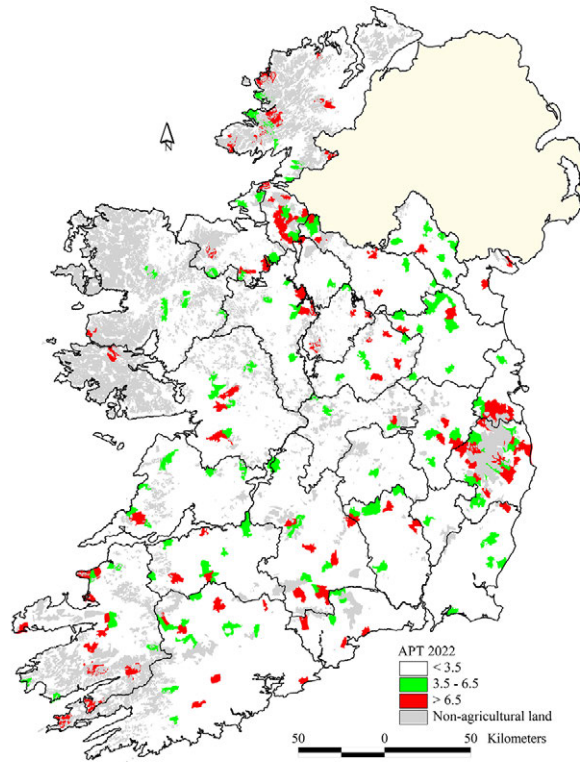 APT 2022
< 3.5
3.5 - 6.5
> 6.5
Non-agricultural land
50 0 50 Kilometers